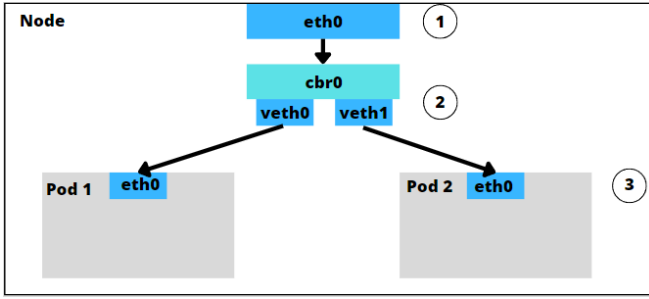 Node
eth0
1
cbr0
2
veth0 veth1
Pod 1 eth0
Pod 2 eth0
3